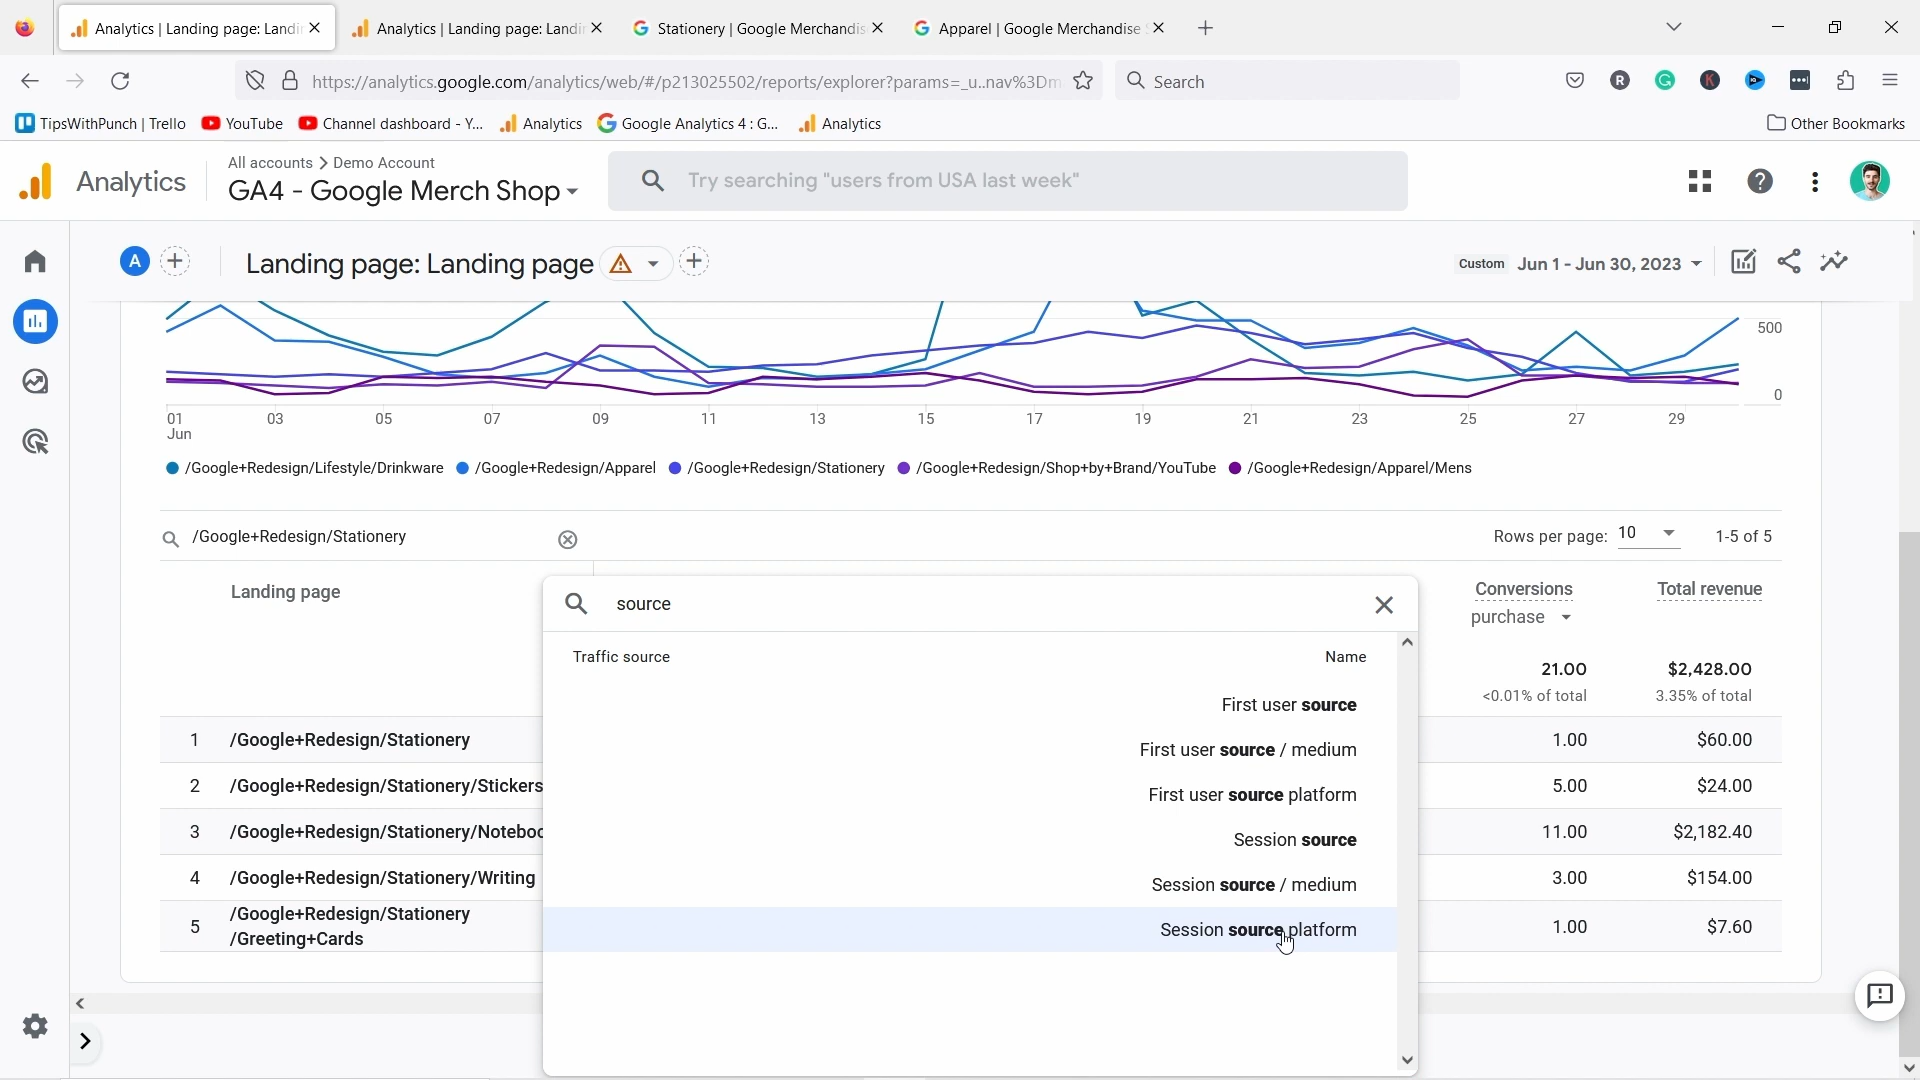 Analytics | Landing page: Landi
Analytics | Landing page: Landi
Stationery | Google Merchandis
Apparel | Google Merchandise
https://analytics.google.com/analytics/web/#/p213025502/reports/explorer?params=_u..nav%3Dm
Search
TipsWithPunch | Trello
YouTube
Channel dashboard - Y...
Analytics
Google Analytics 4 : G...
Analytics
Other Bookmarks
Analytics
All accounts > Demo Account
GA4 - Google Merch Shop
Try searching "users from USA last week"
A
Landing page: Landing page
Custom Jun 1 - Jun 30, 2023
500
0
01 03 05 07 09 11 13 15 17 19 21 23 25 27 29
Jun
/Google+Redesign/Lifestyle/Drinkware /Google+Redesign/Apparel /Google+Redesign/Stationery /Google+Redesign/Shop+by+Brand/YouTube /Google+Redesign/Apparel/Mens
/Google+Redesign/Stationery
Rows per page: 10 1-5 of 5
Landing page
Conversions
purchase
Total revenue
source
Traffic source
Name
First user source
First user source / medium
First user source platform
Session source
Session source / medium
Session source platform
21.00 $2,428.00
<0.01% of total 3.35% of total
1 /Google+Redesign/Stationery 1.00 $60.00
2 /Google+Redesign/Stationery/Stickers 5.00 $24.00
3 /Google+Redesign/Stationery/Noteboo 11.00 $2,182.40
4 /Google+Redesign/Stationery/Writing 3.00 $154.00
5 /Google+Redesign/Stationery
/Greeting+Cards 1.00 $7.60